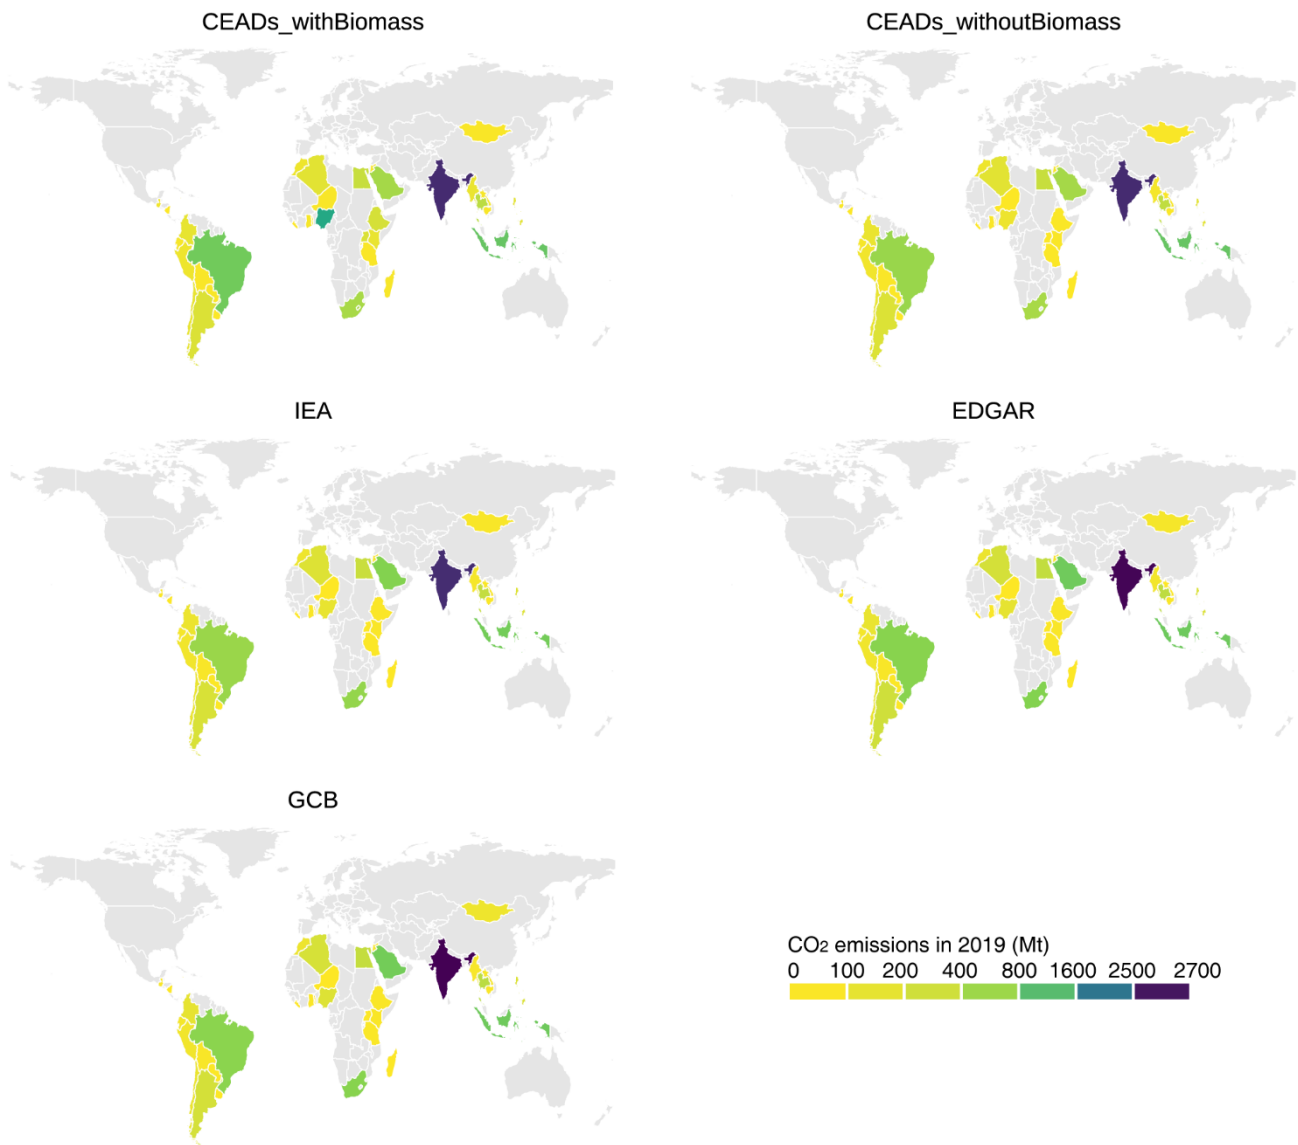 CEADs_withBiomass
CEADs_withoutBiomass
IEA
EDGAR
GCB
CO2 emissions in 2019 (Mt)
0 100 200 400 800 1600 2500 2700